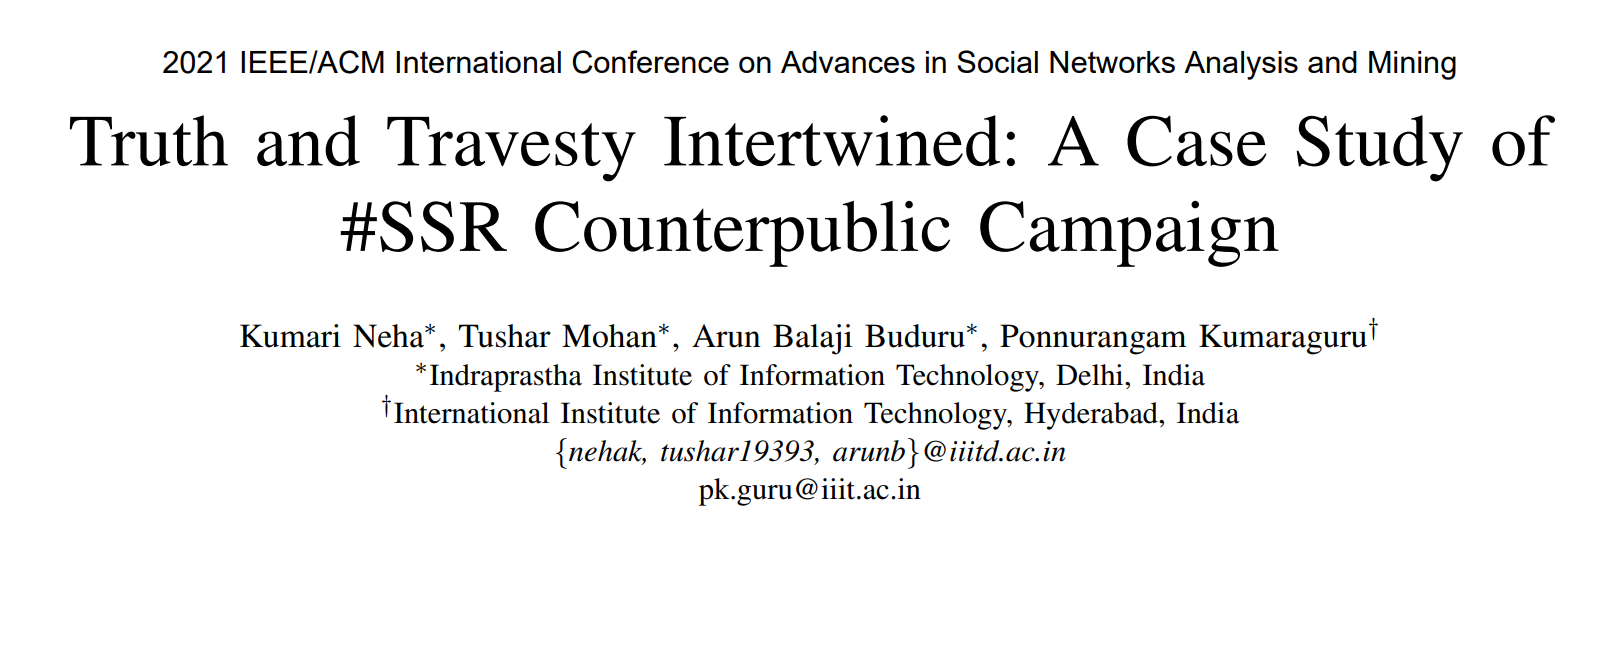 2021 IEEE/ACM International Conference on Advances in Social Networks Analysis and Mining
Truth and Travesty Intertwined: A Case Study of
#SSR Counterpublic Campaign
Kumari Neha*, Tushar Mohan*, Arun Balaji Buduru*, Ponnurangam Kumaraguru†
*Indraprastha Institute of Information Technology, Delhi, India
†International Institute of Information Technology, Hyderabad, India
{nehak, tushar19393, arunb}@iiitd.ac.in
pk.guru@iiit.ac.in